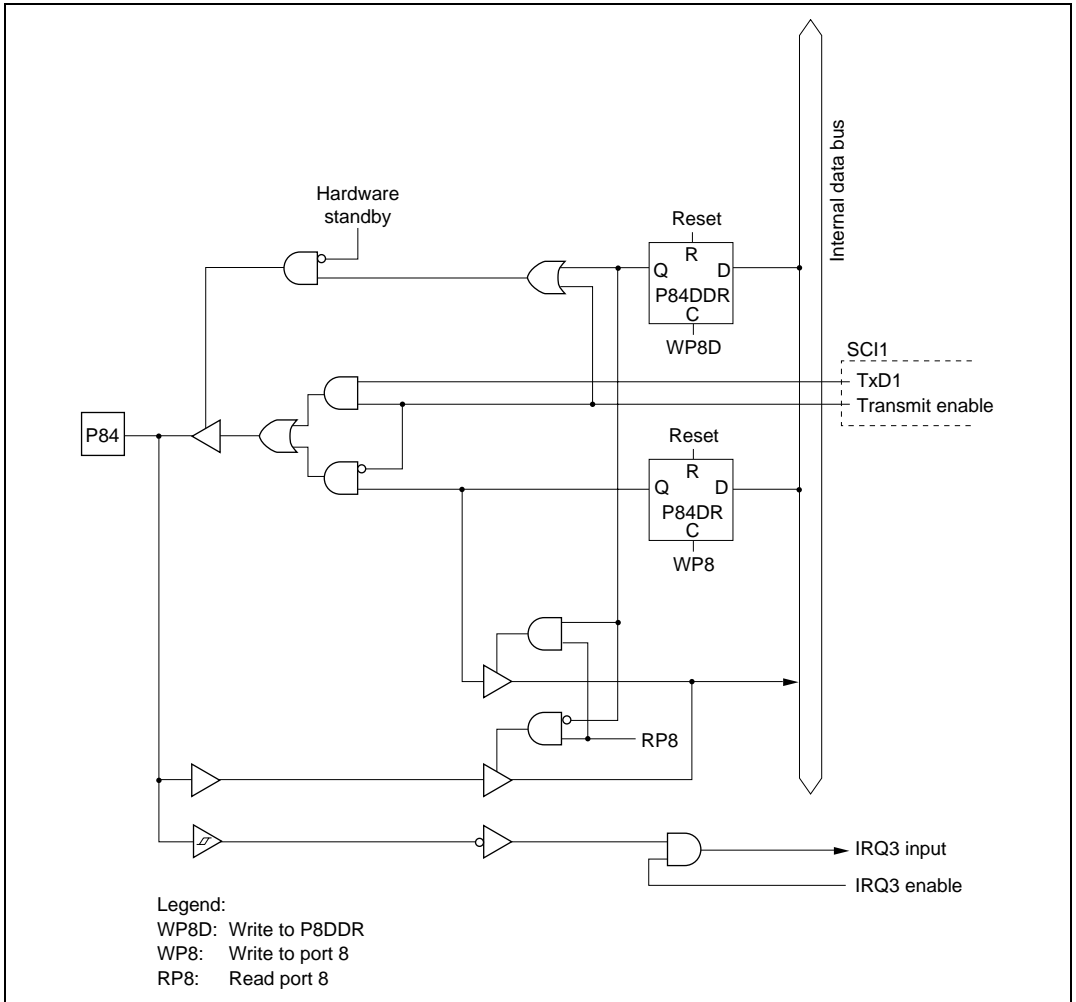 Hardware
standby
Reset
R
Q D
P84DDR
C
WP8D
Internal data bus
SCI1
TxD1
Transmit enable
P84
Reset
R
Q D
P84DR
C
WP8
RP8
IRQ3 input
IRQ3 enable
Legend:
WP8D: Write to P8DDR
WP8: Write to port 8
RP8: Read port 8